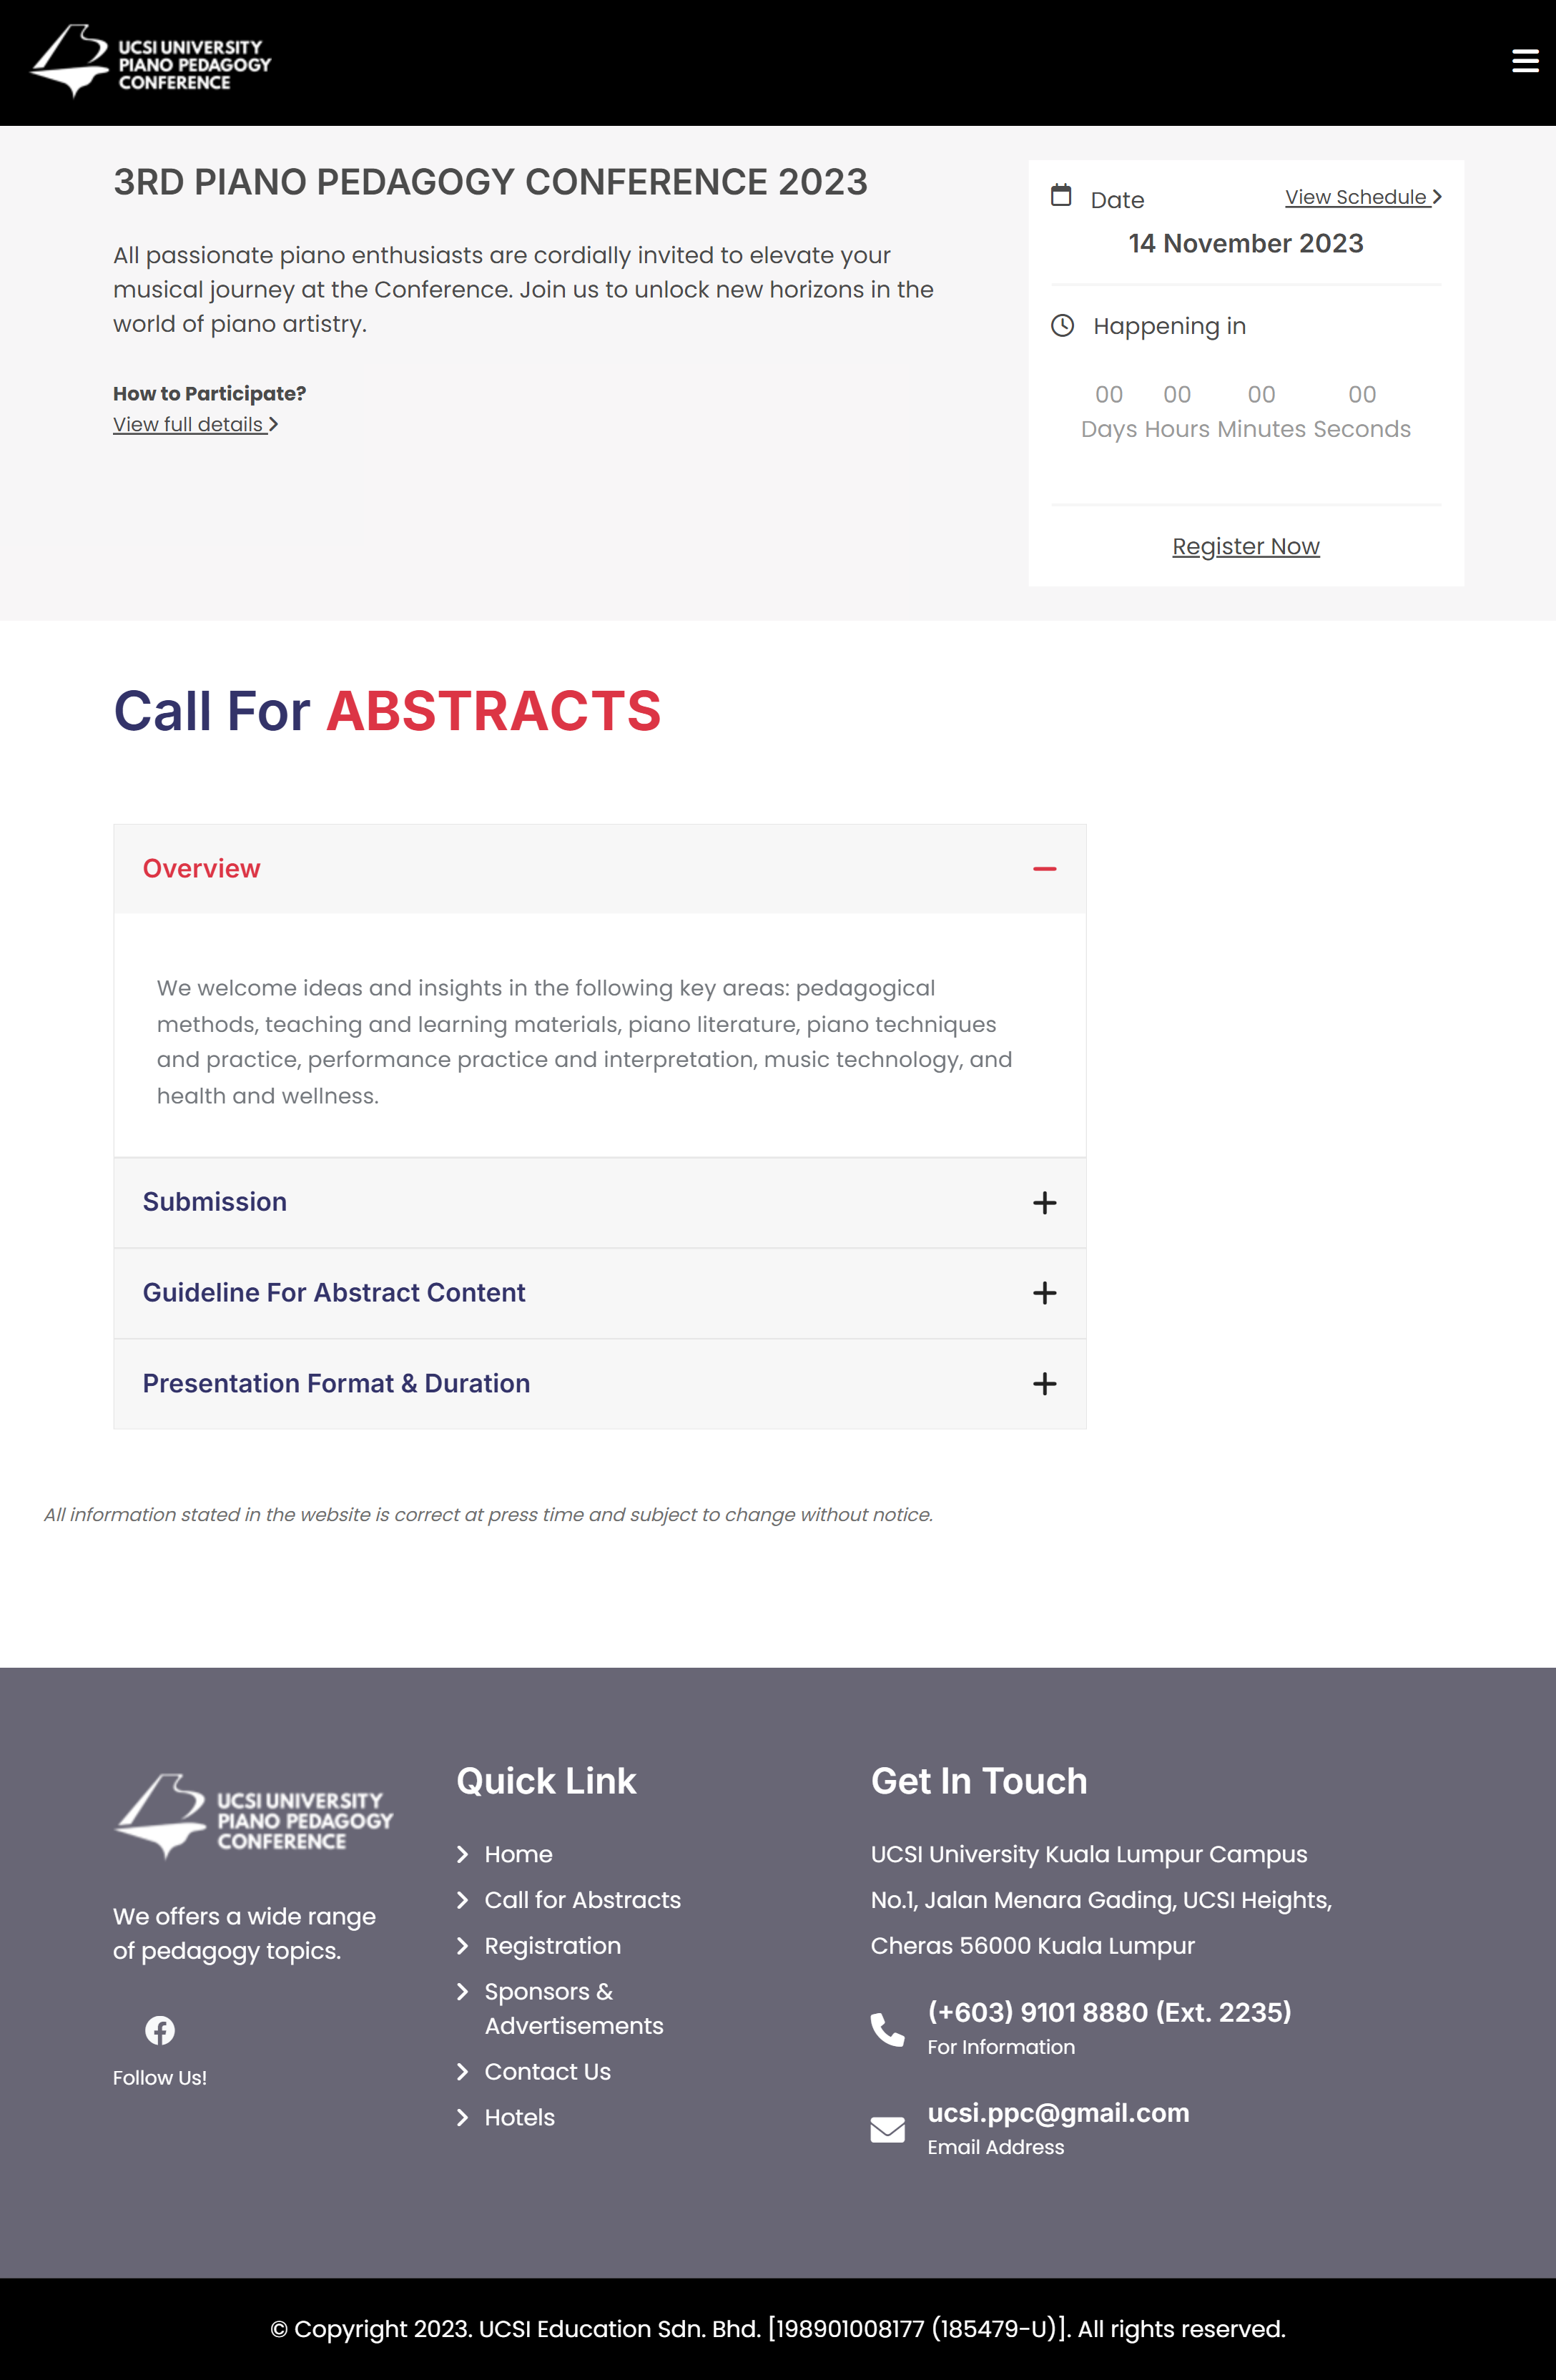 UCSI UNIVERSITY
PIANO PEDAGOGY
CONFERENCE
3RD PIANO PEDAGOGY CONFERENCE 2023
All passionate piano enthusiasts are cordially invited to elevate your
musical journey at the Conference. Join us to unlock new horizons in the
world of piano artistry.
How to Participate?
View full details
Date
View Schedule
14 November 2023
Happening in
00 00 00 00
Days Hours Minutes Seconds
Register Now
Call For ABSTRACTS
Overview
We welcome ideas and insights in the following key areas: pedagogical
methods, teaching and learning materials, piano literature, piano techniques
and practice, performance practice and interpretation, music technology, and
health and wellness.
Submission
Guideline For Abstract Content
Presentation Format & Duration
All information stated in the website is correct at press time and subject to change without notice.
UCSI UNIVERSITY
PIANO PEDAGOGY
CONFERENCE
We offers a wide range
of pedagogy topics.
Follow Us!
Quick Link
Home
Call for Abstracts
Registration
Sponsors &
Advertisements
Contact Us
Hotels
Get In Touch
UCSI University Kuala Lumpur Campus
No.1, Jalan Menara Gading, UCSI Heights,
Cheras 56000 Kuala Lumpur
(+603) 9101 8880 (Ext. 2235)
For Information
ucsi.ppc@gmail.com
Email Address
© Copyright 2023. UCSI Education Sdn. Bhd. [198901008177 (185479-U)]. All rights reserved.